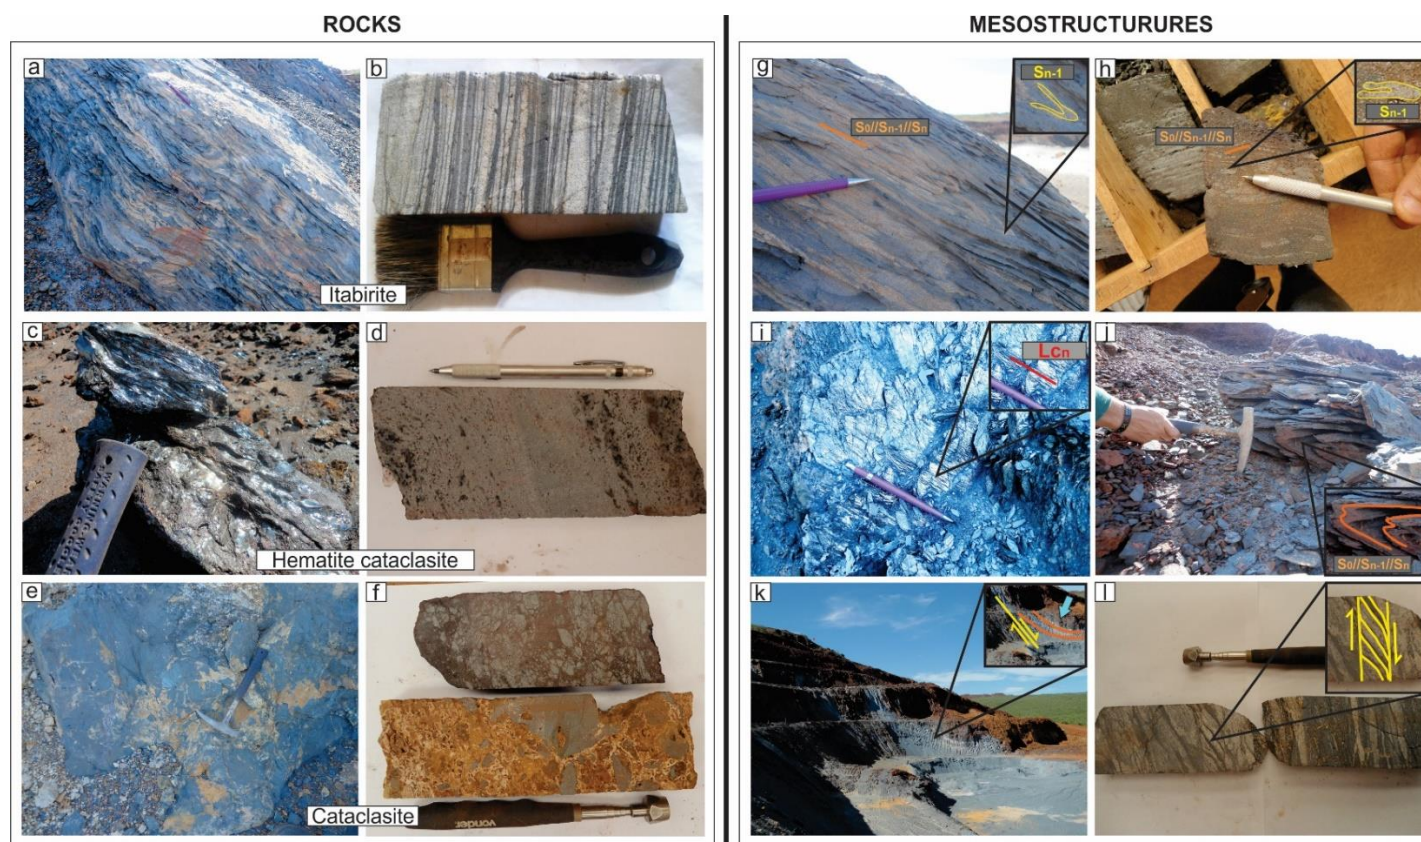 ROCKS
MESOSTRUCTURURES
a
b
Itabirite
c
d
Hematite cataclasite
e
f
vonder
Cataclasite
g
Sn-1
S0//Sn-1//Sn
h
Sn-1
S0//Sn-1//Sn
i
Lcn
j
S0//Sn-1//Sn
k
l